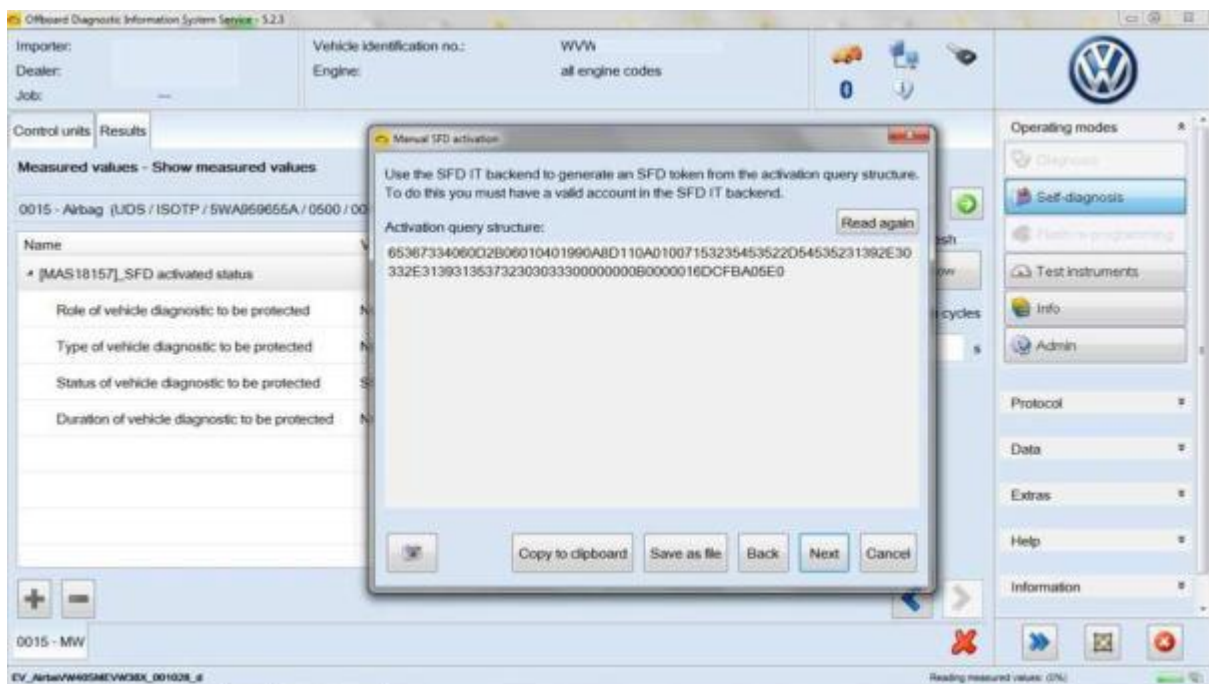 Offboard Diagnostic Information System Service - 5.2.3
Importer:
Dealer:
Job: ---
Vehicle identification no.: WVW
Engine: all engine codes
Control units Results
Measured values - Show measured values
0015 - Airbag (UDS / ISOTP / 5WA959655A / 0500 / 00
Name
[MAS18157]_SFD activated status
Role of vehicle diagnostic to be protected
Type of vehicle diagnostic to be protected
Status of vehicle diagnostic to be protected
Duration of vehicle diagnostic to be protected
0015 - MW
Manual SFD activation
Use the SFD IT backend to generate an SFD token from the activation query structure.
To do this you must have a valid account in the SFD IT backend.
Activation query structure:
Read again
Copy to clipboard
Save as file
Back
Next
Cancel
cycles
s
Operating modes
Diagnosis
Self-diagnosis
Flash programming
Test instruments
Info
Admin
Protocol
Data
Extras
Help
Information
Reading measured values: (0%)